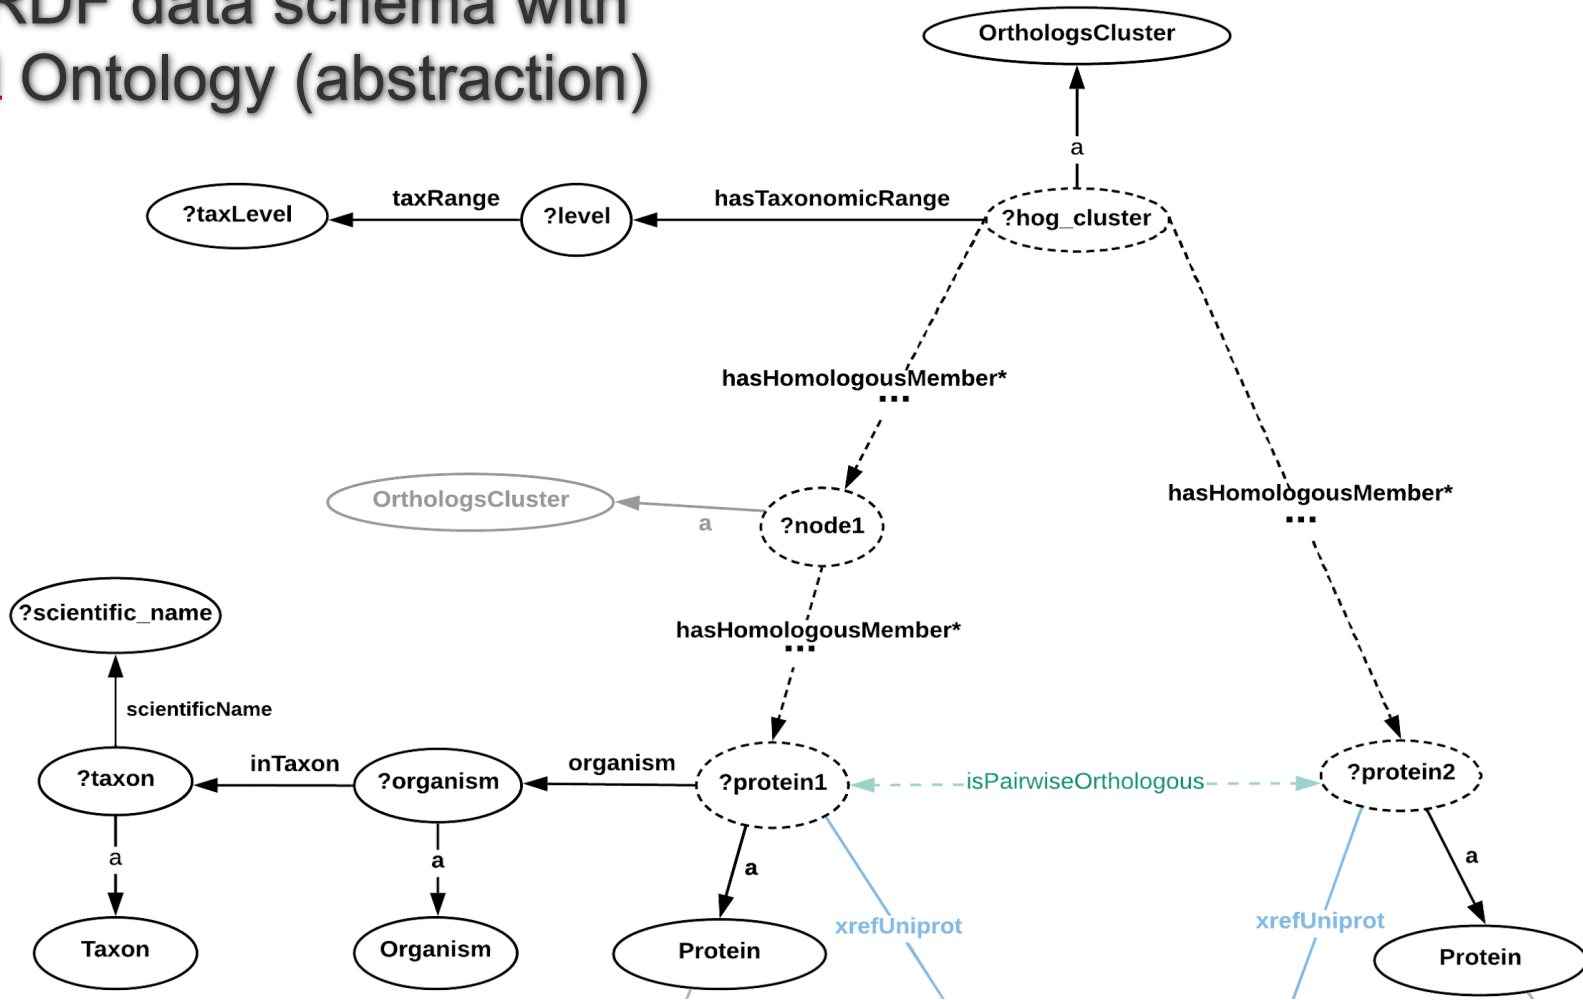 RDF data schema with
Ontology (abstraction)
OrthologsCluster
a
?taxLevel
taxRange
?level
hasTaxonomicRange
?hog_cluster
hasHomologousMember*
...
OrthologsCluster
a
?node1
hasHomologousMember*
...
?scientific_name
hasHomologousMember*
...
scientificName
?taxon
inTaxon
?organism
organism
?protein1
isPairwiseOrthologous
?protein2
a
a
a
a
xrefUniprot
xrefUniprot
Taxon
Organism
Protein
Protein